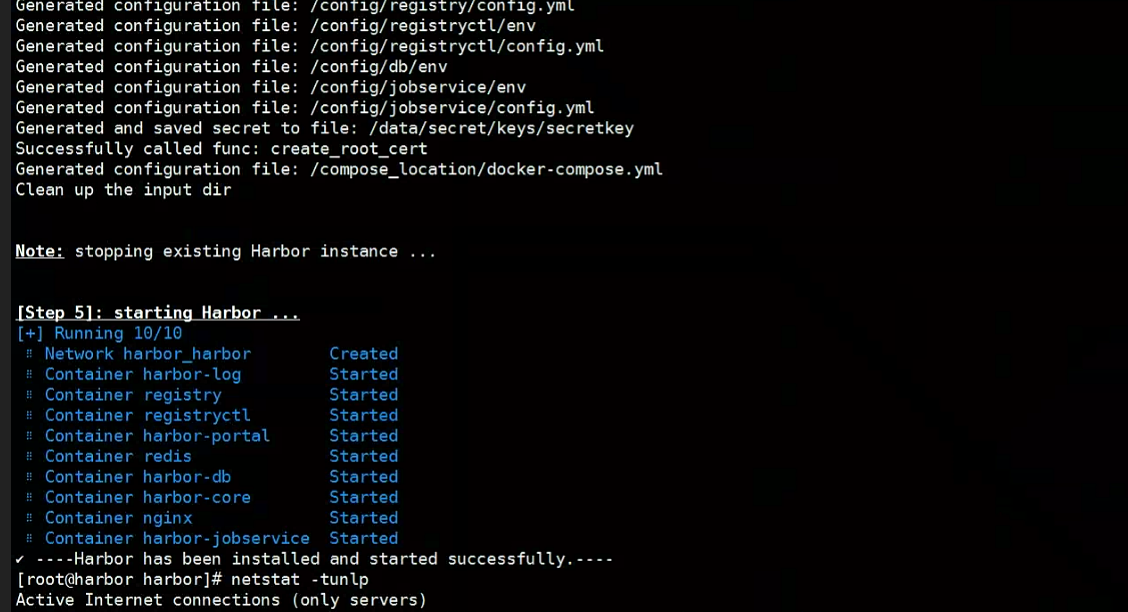 Generated configuration file: /config/registry/config.yml
Generated configuration file: /config/registryctl/env
Generated configuration file: /config/registryctl/config.yml
Generated configuration file: /config/db/env
Generated configuration file: /config/jobservice/env
Generated configuration file: /config/jobservice/config.yml
Generated and saved secret to file: /data/secret/keys/secretkey
Successfully called func: create_root_cert
Generated configuration file: /compose_location/docker-compose.yml
Clean up the input dir
Note: stopping existing Harbor instance ...
[Step 5]: starting Harbor ...
[+] Running 10/10
⠿ Network harbor_harbor Created
⠿ Container harbor-log Started
⠿ Container registry Started
⠿ Container registryctl Started
⠿ Container harbor-portal Started
⠿ Container redis Started
⠿ Container harbor-db Started
⠿ Container harbor-core Started
⠿ Container nginx Started
⠿ Container harbor-jobservice Started
✔ ----Harbor has been installed and started successfully.----
[root@harbor harbor]# netstat -tunlp
Active Internet connections (only servers)